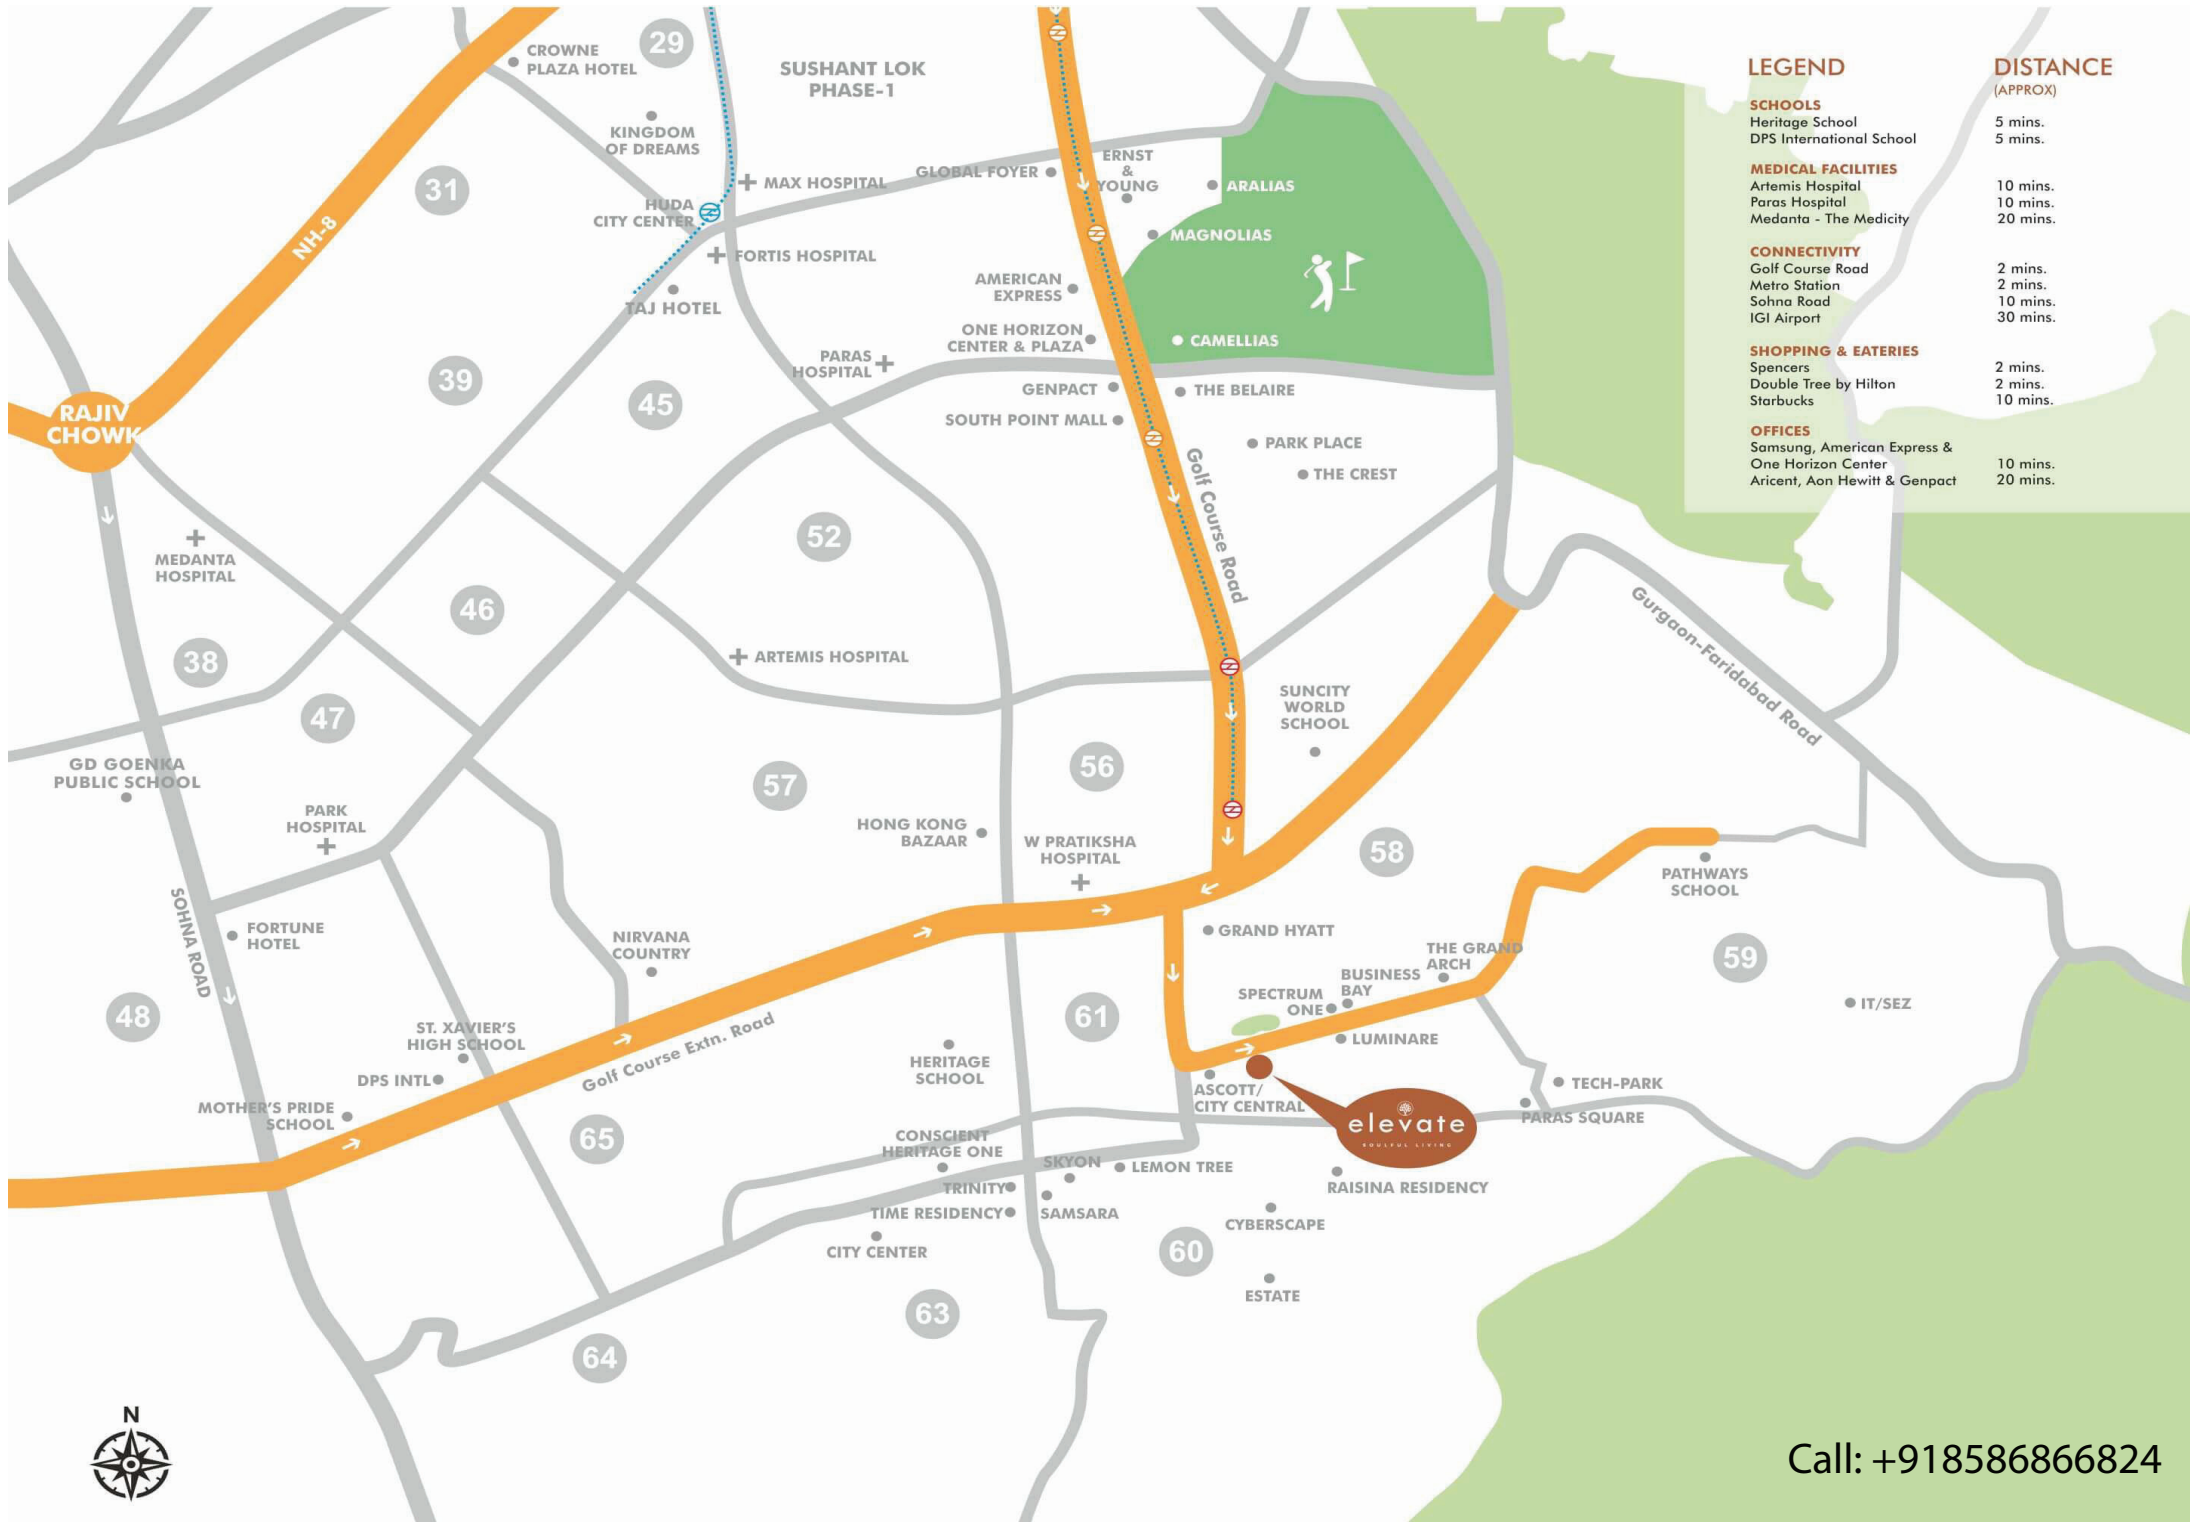 CROWNE
PLAZA HOTEL
29
SUSHANT LOK
PHASE-1
KINGDOM
OF DREAMS
31
MAX HOSPITAL
GLOBAL FOYER
ERNST
&
YOUNG
ARALIAS
HUDA
CITY CENTER
NH-8
FORTIS HOSPITAL
MAGNOLIAS
TAJ HOTEL
AMERICAN
EXPRESS
ONE HORIZON
CENTER & PLAZA
CAMELLIAS
PARAS
HOSPITAL
39
45
GENPACT
THE BELAIRE
RAJIV
CHOWK
SOUTH POINT MALL
PARK PLACE
THE CREST
Golf Course Road
LEGEND
DISTANCE
(APPROX)
SCHOOLS
Heritage School 5 mins.
DPS International School 5 mins.
MEDICAL FACILITIES
Artemis Hospital 10 mins.
Paras Hospital 10 mins.
Medanta - The Medicity 20 mins.
CONNECTIVITY
Golf Course Road 2 mins.
Metro Station 2 mins.
Sohna Road 10 mins.
IGI Airport 30 mins.
SHOPPING & EATERIES
Spencers 2 mins.
Double Tree by Hilton 2 mins.
Starbucks 10 mins.
OFFICES
Samsung, American Express &
One Horizon Center 10 mins.
Aricent, Aon Hewitt & Genpact 20 mins.
52
MEDANTA
HOSPITAL
46
38
ARTEMIS HOSPITAL
Gurgaon-Faridabad Road
47
SUNCITY
WORLD
SCHOOL
GD GOENKA
PUBLIC SCHOOL
57
56
PARK
HOSPITAL
HONG KONG
BAZAAR
W PRATIKSHA
HOSPITAL
58
PATHWAYS
SCHOOL
SOHNA ROAD
FORTUNE
HOTEL
NIRVANA
COUNTRY
GRAND HYATT
THE GRAND
ARCH
59
BUSINESS
BAY
SPECTRUM
ONE
IT/SEZ
48
61
ST. XAVIER'S
HIGH SCHOOL
Golf Course Extn. Road
LUMINARE
DPS INTL
HERITAGE
SCHOOL
ASCOTT/
CITY CENTRAL
TECH-PARK
MOTHER'S PRIDE
SCHOOL
elevate
SOULFUL LIVING
PARAS SQUARE
65
CONSCIENT
HERITAGE ONE
SKYON
LEMON TREE
TRINITY
RAISINA RESIDENCY
TIME RESIDENCY
SAMSARA
CYBERSCAPE
CITY CENTER
60
ESTATE
63
64
N
Call: +918586866824